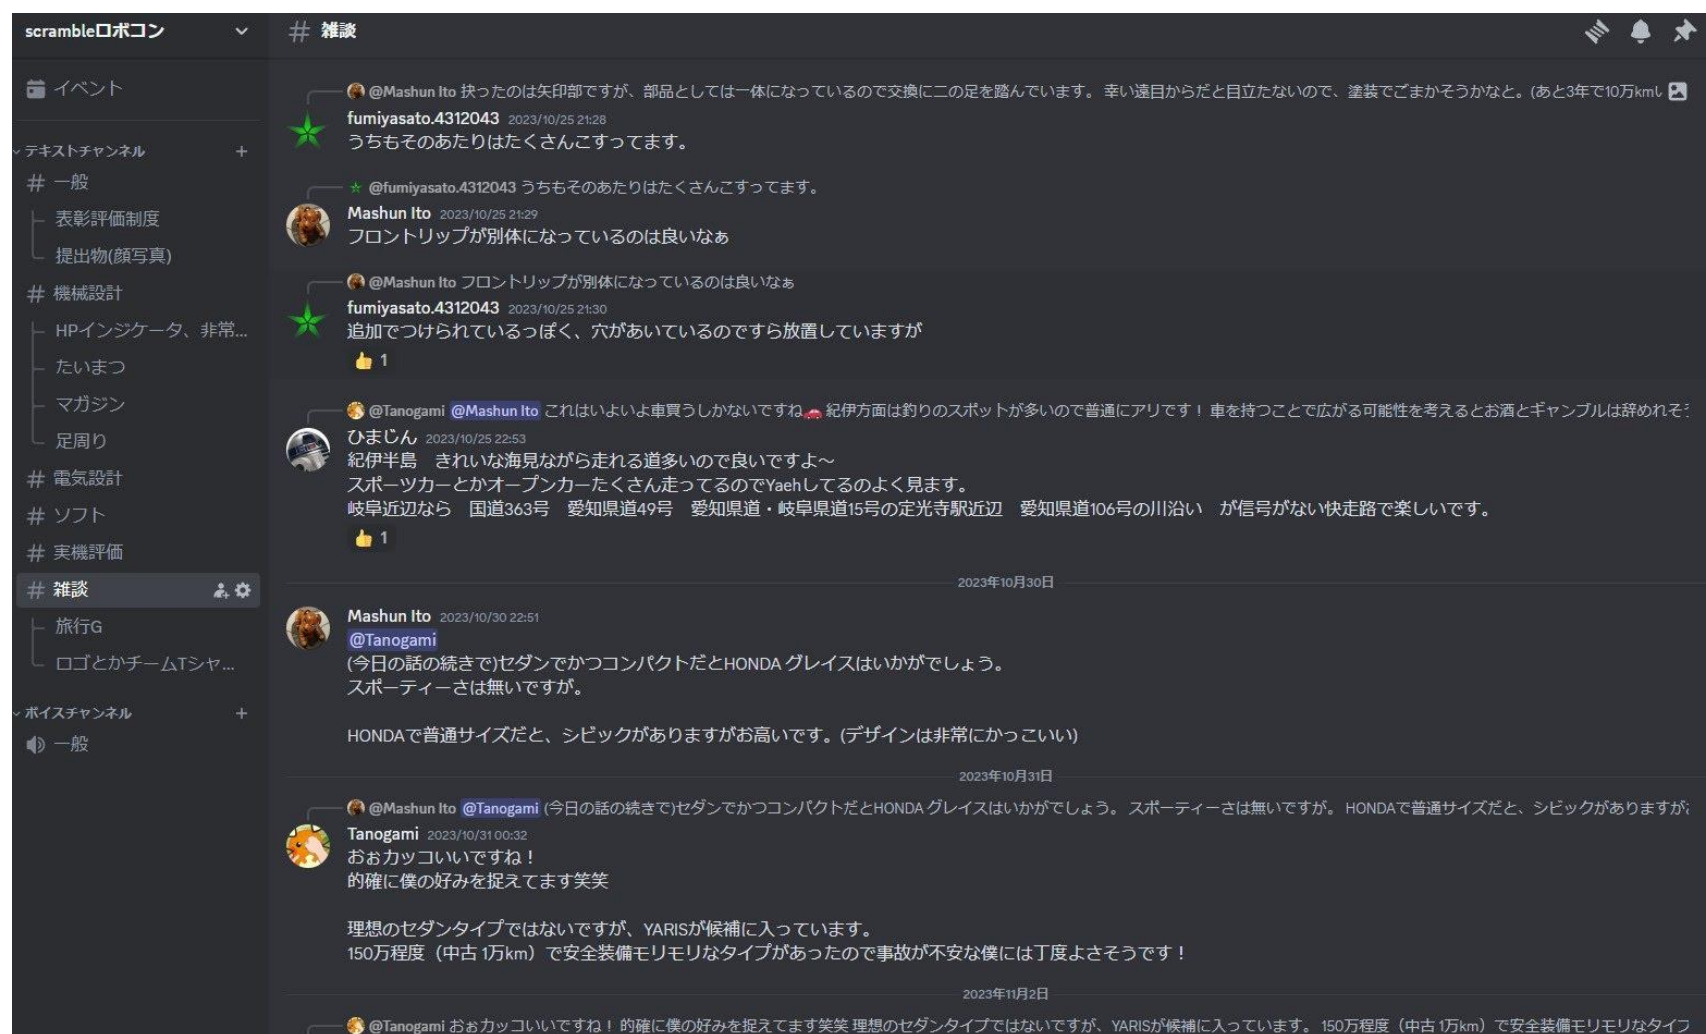 scrambleロボコン
イベント
テキストチャンネル
一般
表彰評価制度
提出物(顔写真)
機械設計
HPインジケータ、非常...
たいまつ
マガジン
足周り
電気設計
ソフト
実機評価
雑談
旅行G
ロゴとかチームTシャ...
ボイスチャンネル
一般
# 雑談
@Mashun Ito 抉ったのは矢印部ですが、部品としては一体になっているので交換に二の足を踏んでいます。 幸い遠目からだと目立たないので、塗装でごまかそうかなと。(あと3年で10万kmい
fumiyasato.4312043 2023/10/25 21:28
うちもそのあたりはたくさんこすってます。
@fumiyasato.4312043 うちもそのあたりはたくさんこすってます。
Mashun Ito 2023/10/25 21:29
フロントリップが別体になっているのは良いなぁ
@Mashun Ito フロントリップが別体になっているのは良いなぁ
fumiyasato.4312043 2023/10/25 21:30
追加でつけられているっぽく、穴があいているのですら放置していますが
👍 1
@Tanogami @Mashun Ito これはいよいよ車買うしかないですね🚗 紀伊方面は釣りのスポットが多いので普通にアリです！ 車を持つことで広がる可能性を考えるとお酒とギャンブルは辞めれそう
ひまじん 2023/10/25 22:53
紀伊半島　きれいな海見ながら走れる道多いので良いですよ～
スポーツカーとかオープンカーたくさん走ってるのでYaehしてるのよく見ます。
岐阜近辺なら　国道363号　愛知県道49号　愛知県道・岐阜県道15号の定光寺駅近辺　愛知県道106号の川沿い　が信号がない快走路で楽しいです。
👍 1
2023年10月30日
Mashun Ito 2023/10/30 22:51
@Tanogami
(今日の話の続きで)セダンでかつコンパクトだとHONDA グレイスはいかがでしょう。
スポーティーさは無いですが。
HONDAで普通サイズだと、シビックがありますがお高いです。(デザインは非常にかっこいい)
2023年10月31日
@Mashun Ito @Tanogami (今日の話の続きで)セダンでかつコンパクトだとHONDA グレイスはいかがでしょう。 スポーティーさは無いですが。 HONDAで普通サイズだと、シビックがありますが
Tanogami 2023/10/31 00:32
おぉカッコいいですね！
的確に僕の好みを捉えてます笑笑
理想のセダンタイプではないですが、YARISが候補に入っています。
150万程度（中古 1万km）で安全装備モリモリなタイプがあったので事故が不安な僕には丁度よさそうです！
2023年11月2日
@Tanogami おぉカッコいいですね！ 的確に僕の好みを捉えてます笑笑 理想のセダンタイプではないですが、YARISが候補に入っています。 150万程度（中古 1万km）で安全装備モリモリなタイプ